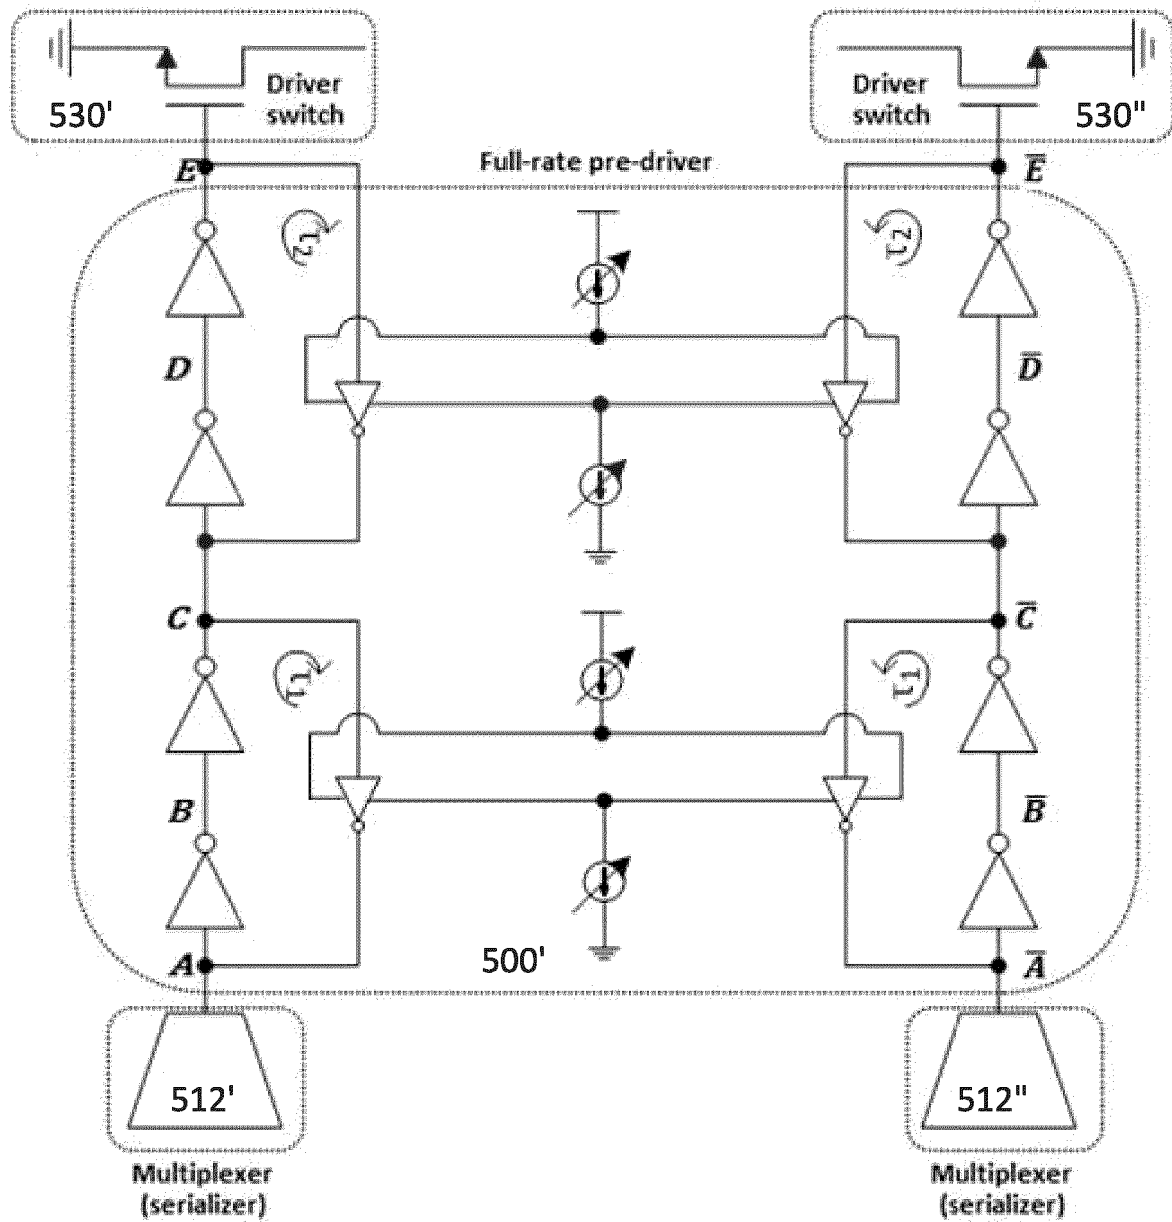 Driver
switch
530'
Driver
switch
530"
Full-rate pre-driver
E
E̅
τ₂
D
D̅
C
C̅
τ₁
τ₁
B
B̅
500'
A
A̅
512'
512"
Multiplexer
(serializer)
Multiplexer
(serializer)